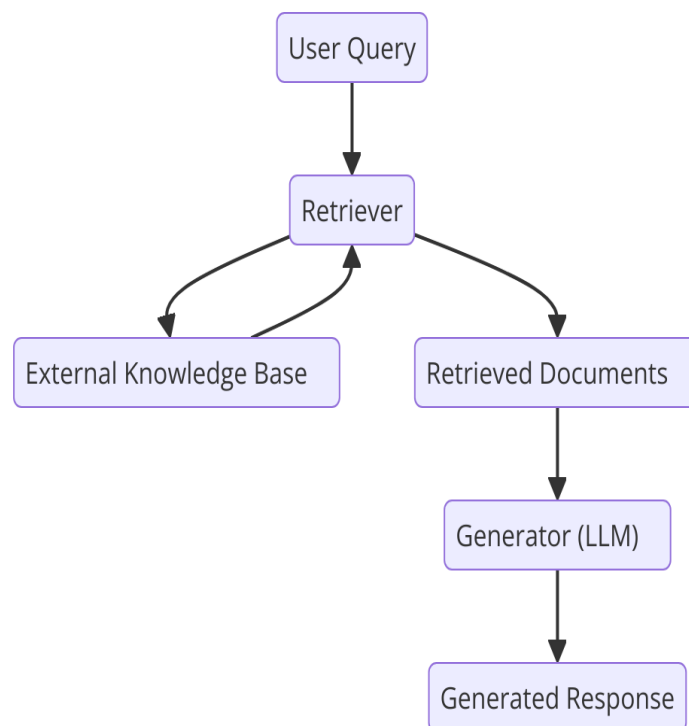 User Query
Retriever
External Knowledge Base
Retrieved Documents
Generator (LLM)
Generated Response